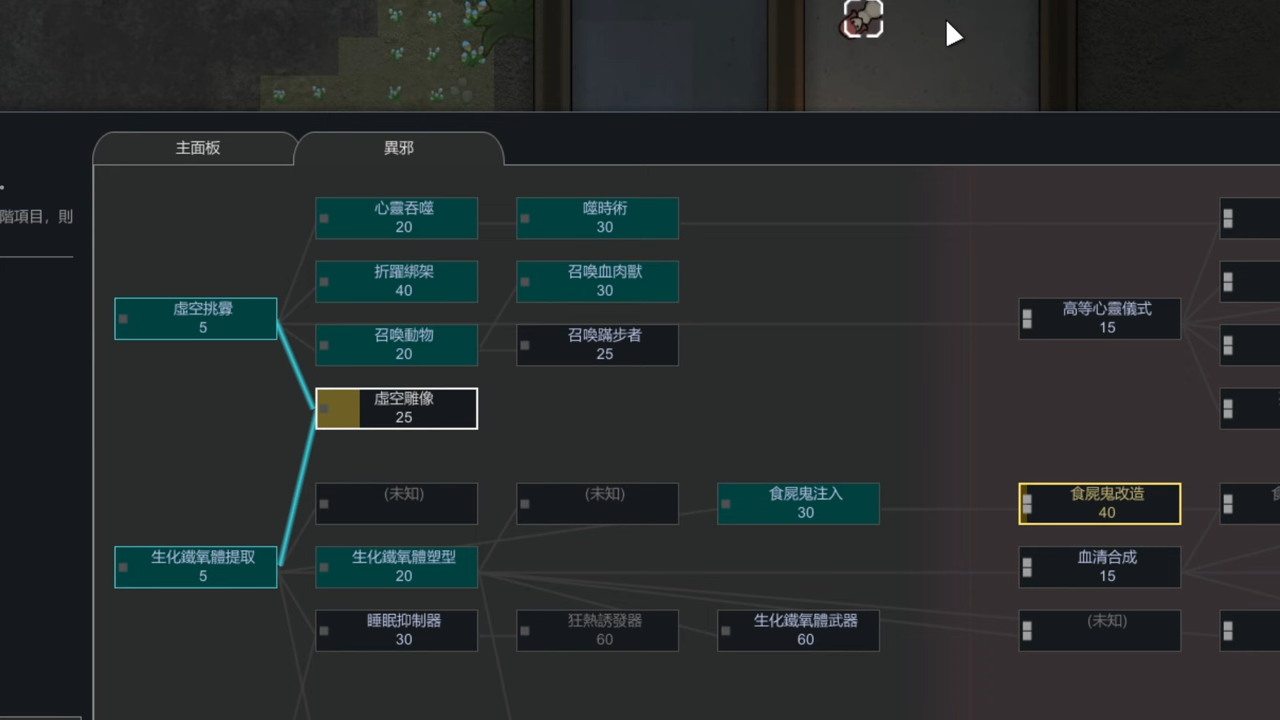 主面板
異邪
階項目，則
心靈吞噬
20
噬時術
30
折躍綁架
40
召喚血肉獸
30
虛空挑釁
5
高等心靈儀式
15
召喚動物
20
召喚蹣步者
25
虛空雕像
25
(未知)
(未知)
食屍鬼注入
30
食屍鬼改造
40
生化鐵氧體提取
5
生化鐵氧體塑型
20
血清合成
15
睡眠抑制器
30
狂熱誘發器
60
生化鐵氧體武器
60
(未知)